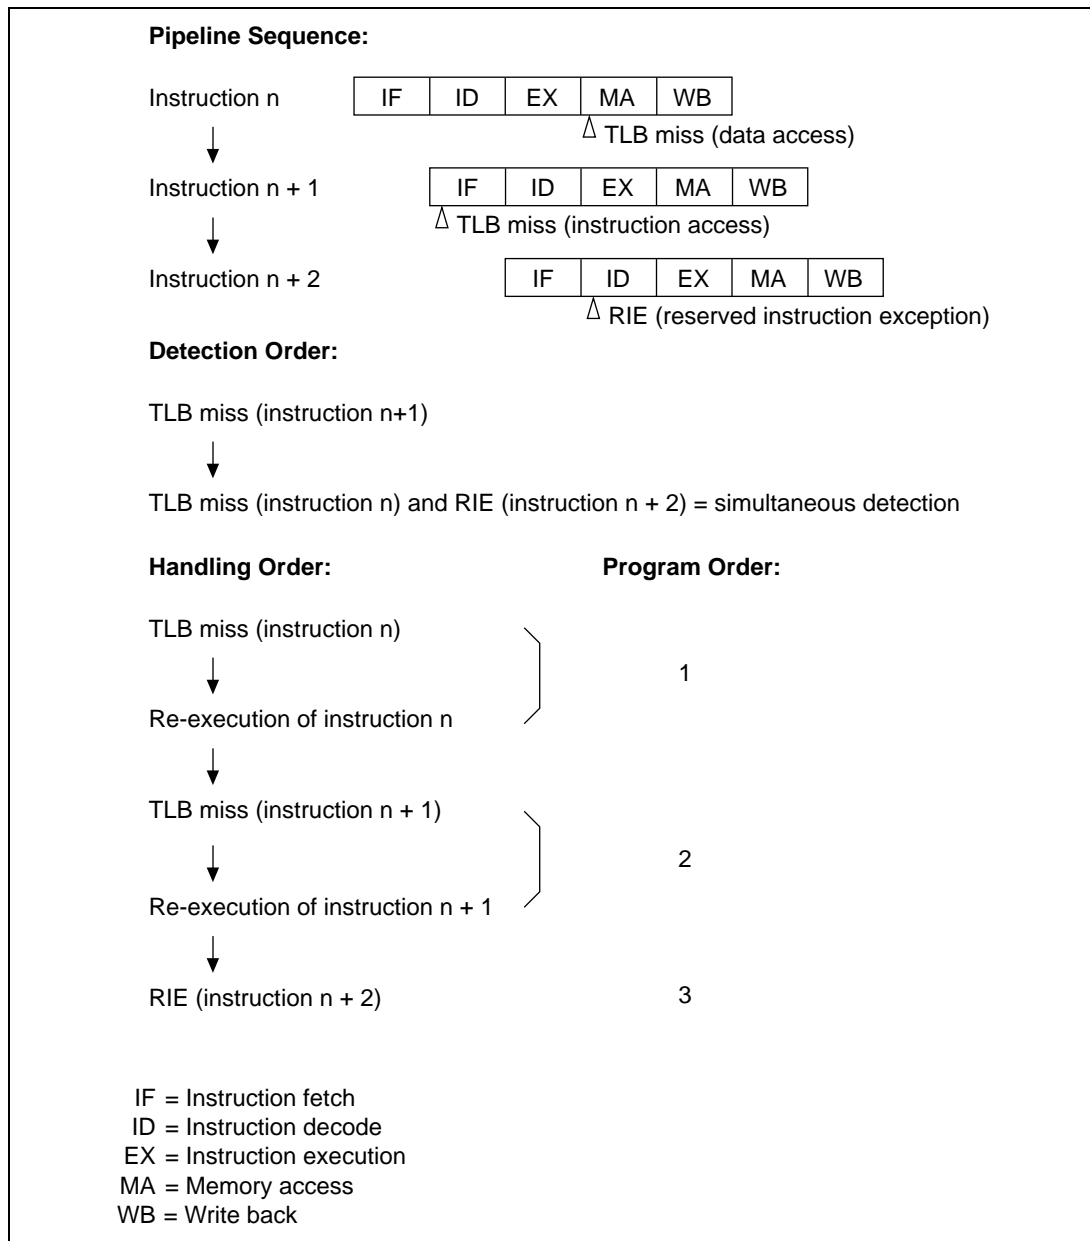 Pipeline Sequence:
Instruction n IF ID EX MA WB
TLB miss (data access)
Instruction n + 1 IF ID EX MA WB
TLB miss (instruction access)
Instruction n + 2 IF ID EX MA WB
RIE (reserved instruction exception)
Detection Order:
TLB miss (instruction n+1)
TLB miss (instruction n) and RIE (instruction n + 2) = simultaneous detection
Handling Order: Program Order:
TLB miss (instruction n)
1
Re-execution of instruction n
TLB miss (instruction n + 1)
2
Re-execution of instruction n + 1
RIE (instruction n + 2) 3
IF = Instruction fetch
ID = Instruction decode
EX = Instruction execution
MA = Memory access
WB = Write back